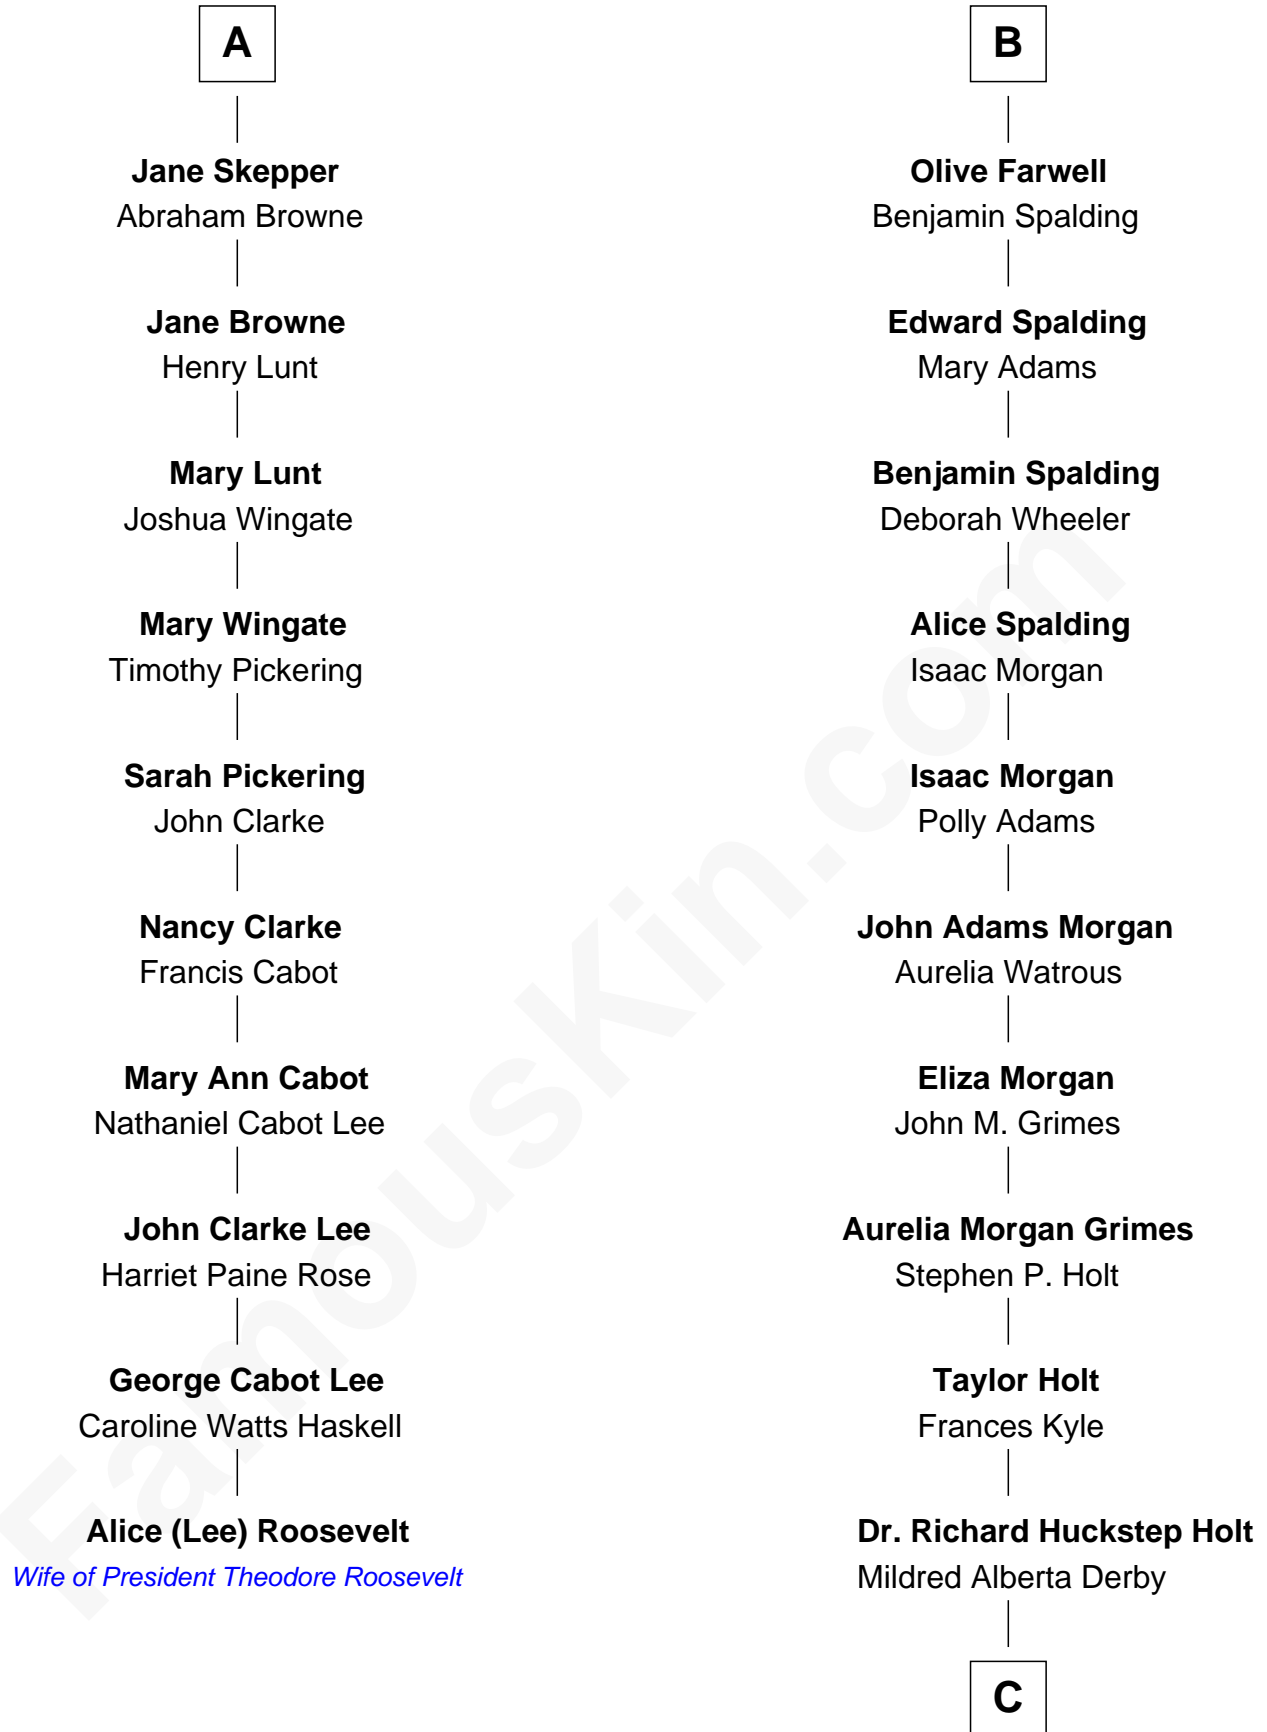 A
Jane Skepper
Abraham Browne
Jane Browne
Henry Lunt
Mary Lunt
Joshua Wingate
Mary Wingate
Timothy Pickering
Sarah Pickering
John Clarke
Nancy Clarke
Francis Cabot
Mary Ann Cabot
Nathaniel Cabot Lee
John Clarke Lee
Harriet Paine Rose
George Cabot Lee
Caroline Watts Haskell
Alice (Lee) Roosevelt
Wife of President Theodore Roosevelt
B
Olive Farwell
Benjamin Spalding
Edward Spalding
Mary Adams
Benjamin Spalding
Deborah Wheeler
Alice Spalding
Isaac Morgan
Isaac Morgan
Polly Adams
John Adams Morgan
Aurelia Watrous
Eliza Morgan
John M. Grimes
Aurelia Morgan Grimes
Stephen P. Holt
Taylor Holt
Frances Kyle
Dr. Richard Huckstep Holt
Mildred Alberta Derby
C
FamousKin.com